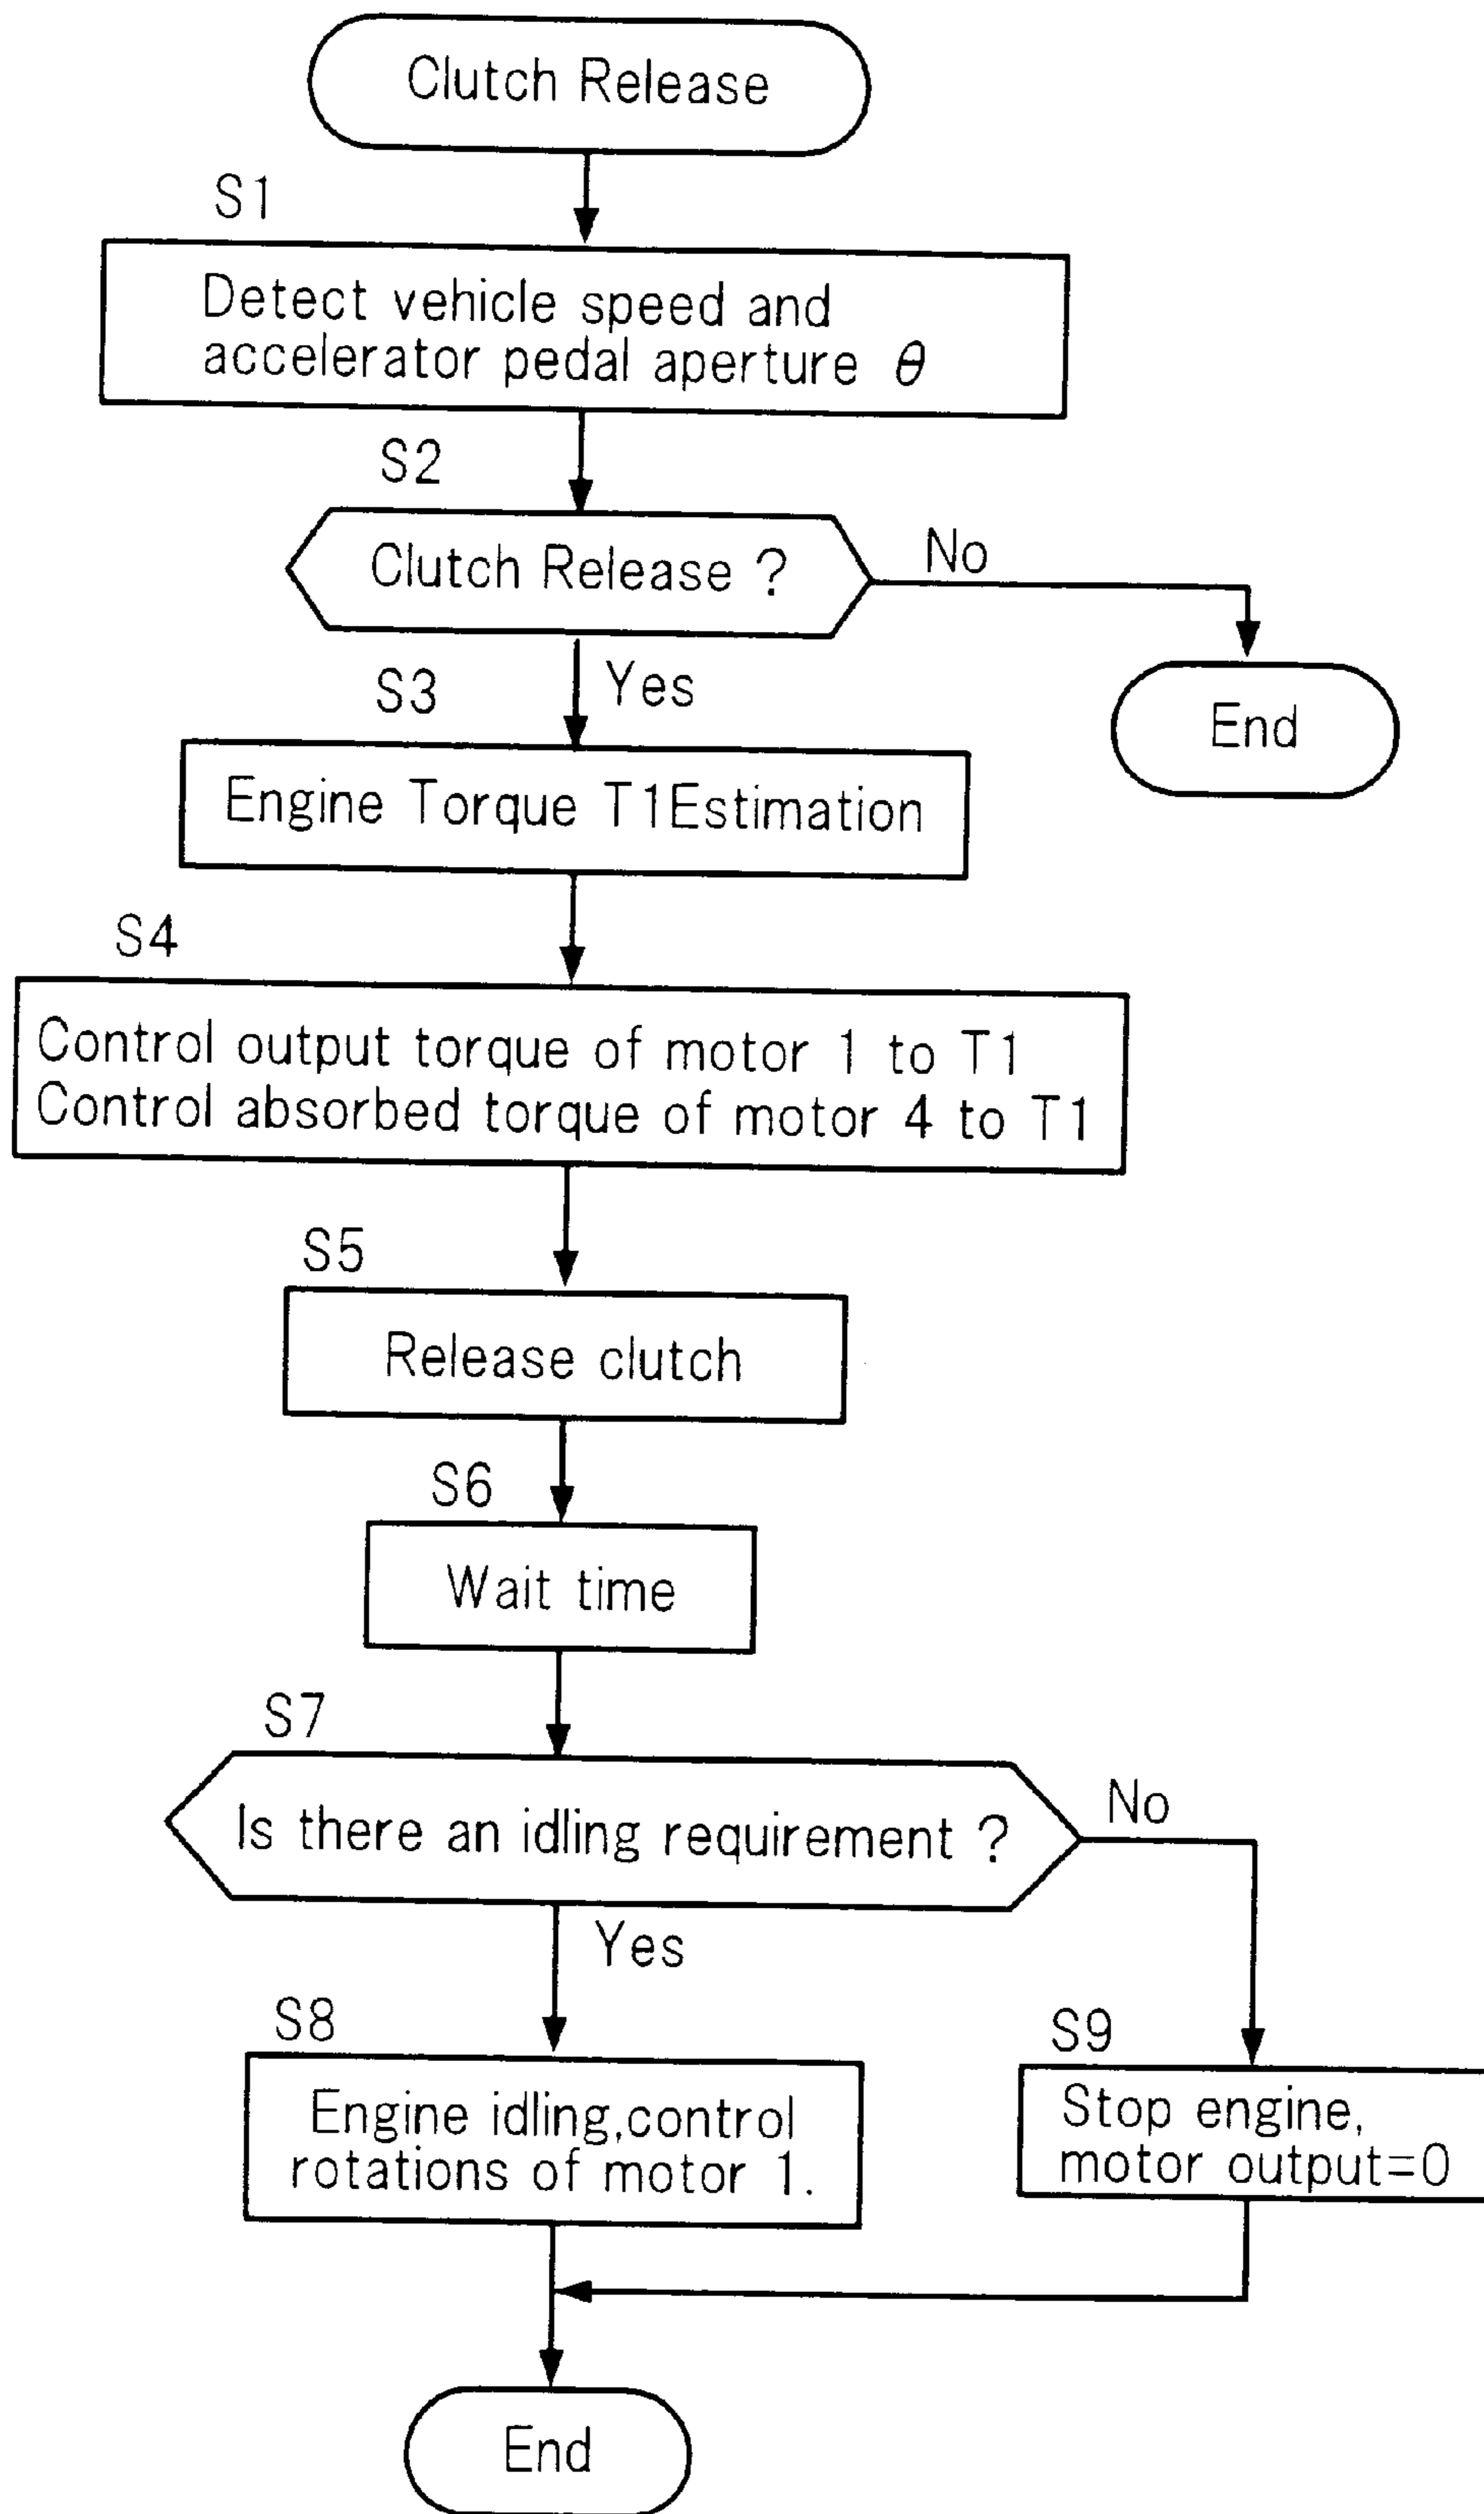 Clutch Release
S1
Detect vehicle speed and
accelerator pedal aperture θ
S2
Clutch Release ?
No
S3
Yes
End
Engine Torque T1Estimation
S4
Control output torque of motor 1 to T1
Control absorbed torque of motor 4 to T1
S5
Release clutch
S6
Wait time
S7
Is there an idling requirement ?
No
Yes
S8
Engine idling,control
rotations of motor 1.
S9
Stop engine,
motor output=0
End